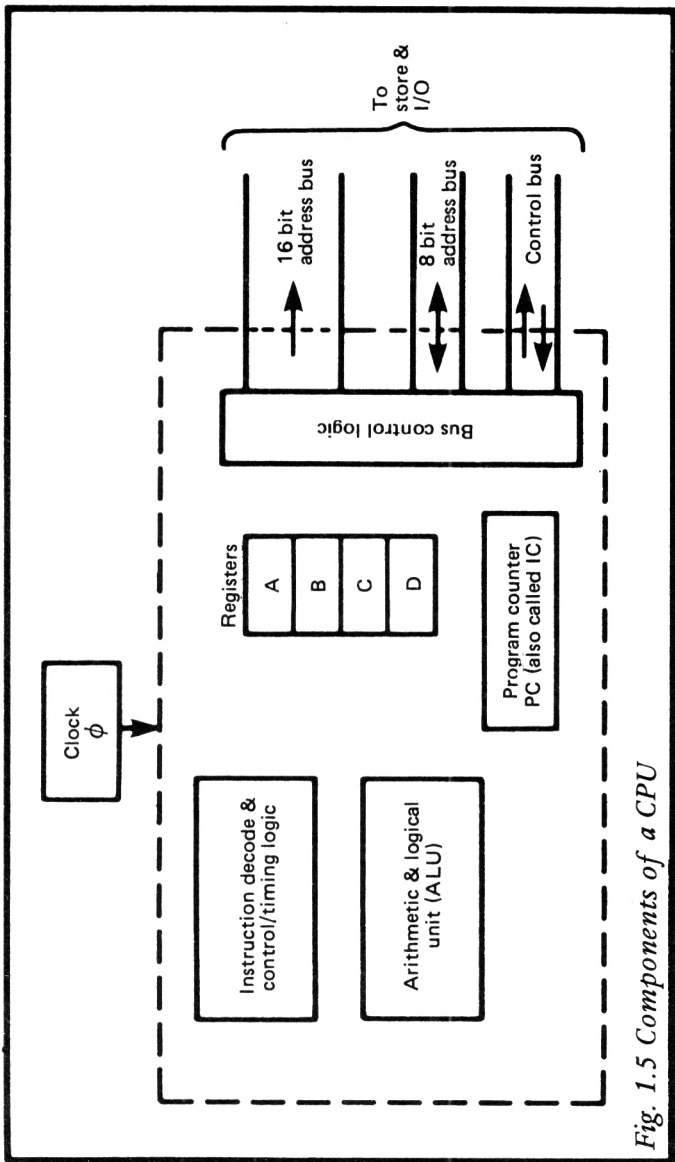 Clock
ϕ
Instruction decode &
control/timing logic
Arithmetic & logical
unit (ALU)
Registers
A
B
C
D
Program counter
PC (also called IC)
Bus control logic
16 bit
address bus
8 bit
address bus
Control bus
To
store &
I/O
Fig. 1.5 Components of a CPU